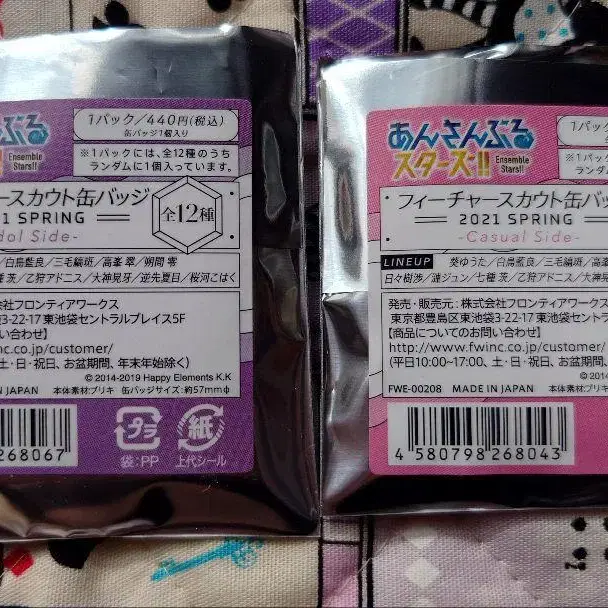 んぶる
Ensemble Stars!!
1パック/440円(税込)
缶バッジ1個入り
※1パックには、全12種のうち
ランダムに1個入っています。
ースカウト缶バッジ
1 SPRING
dol Side-
全12種
白鳥藍良/三毛縞斑/高峯 翠/朔間 零
茨/乙狩アドニス/大神晃牙/逆先夏目/桜河こはく
会社フロンティアワークス
3-22-17 東池袋セントラルプレイス5F
い合わせ】
inc.co.jp/customer/
・日・祝日、お盆期間、年末年始除く)
© 2014-2019 Happy Elements K.K
IN JAPAN 本体素材:ブリキ 缶バッジサイズ:約57mmφ
268067
プラ
袋:PP
紙
上代シール
あんさんぶる
スターズ!!
Ensemble Stars!!
1パック
缶バッ
※1パックに
ランダムに
フィーチャースカウト缶バッ
2021 SPRING
-Casual Side-
LINEUP 葵ゆうた/白鳥藍良/三毛縞斑/高
日々樹渉/漣ジュン/七種 茨/乙狩アドニス/大神
発売・販売元:株式会社フロンティアワー
東京都豊島区東池袋3-22-17 東池袋セント
【商品についてのお問い合わせ】
http://www.fwinc.co.jp/customer/
(平日10:00~17:00、土・日・祝日、お盆期
© 2014-2
FWE-00208 MADE IN JAPAN 本体素材:ブリ
4 580798 268043